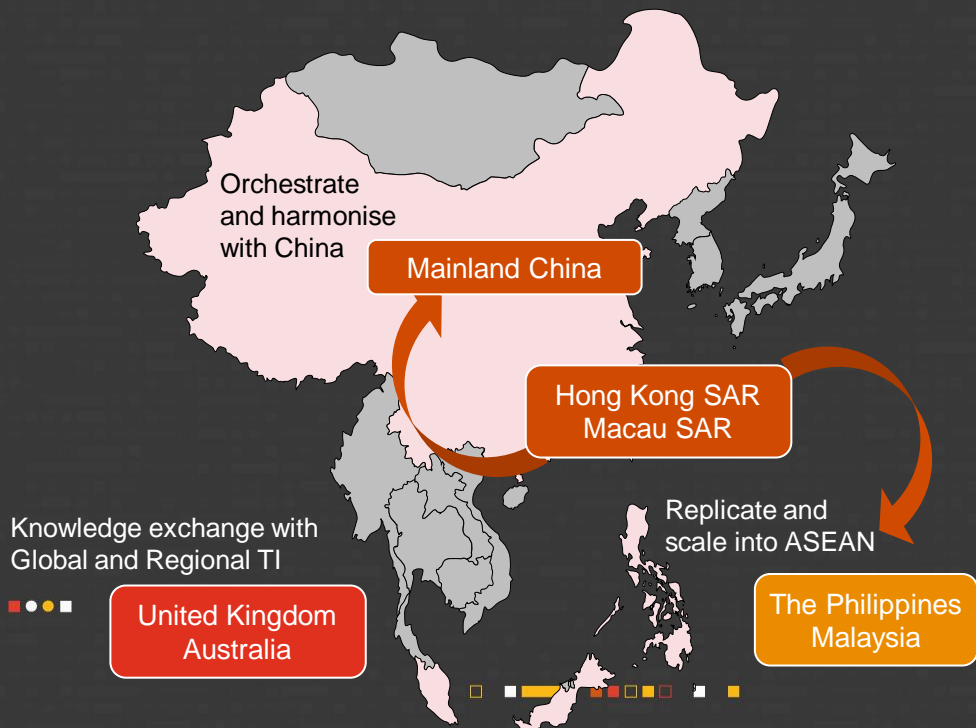 Orchestrate
and harmonise
with China
Mainland China
Hong Kong SAR
Macau SAR
Knowledge exchange with
Global and Regional TI
United Kingdom
Australia
Replicate and
scale into ASEAN
The Philippines
Malaysia